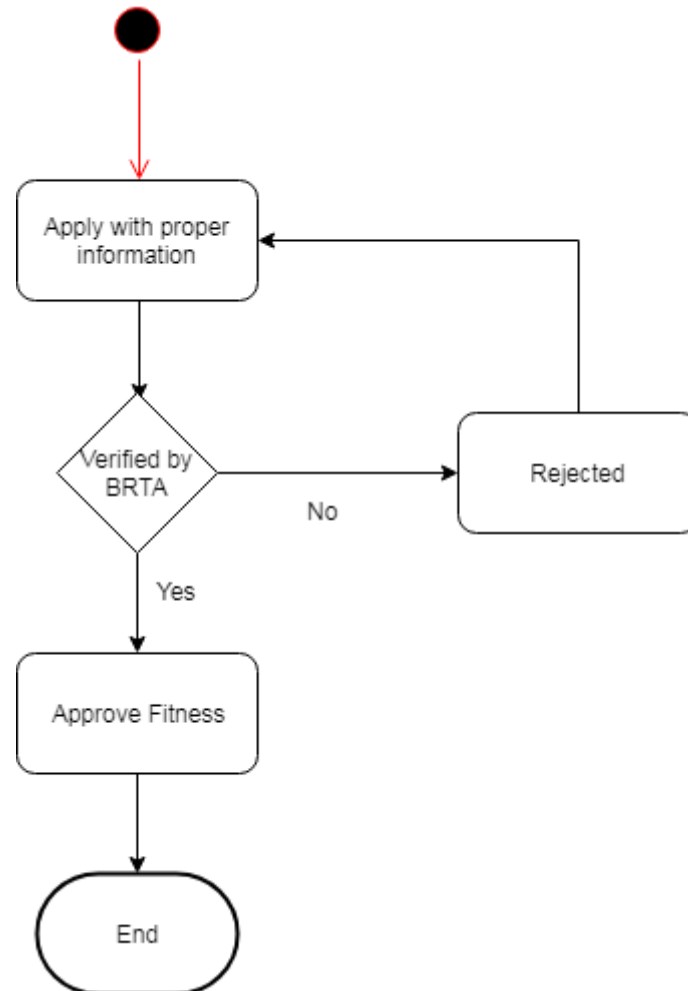 Apply with proper
information
Verified by
BRTA
Rejected
No
Yes
Approve Fitness
End